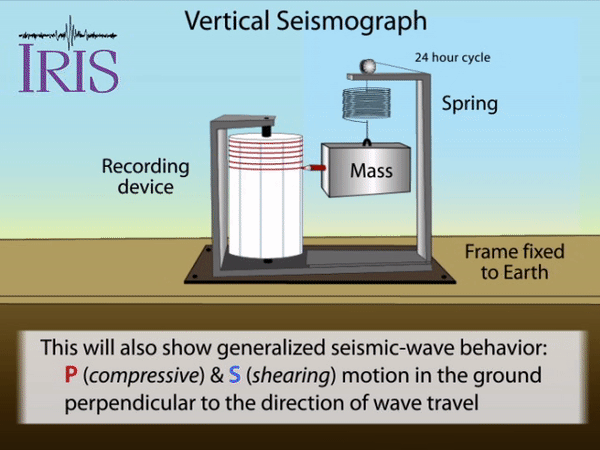 Vertical Seismograph
IRIS
24 hour cycle
Spring
Recording
device
Mass
Frame fixed
to Earth
This will also show generalized seismic-wave behavior:
P (compressive) & S (shearing) motion in the ground
perpendicular to the direction of wave travel